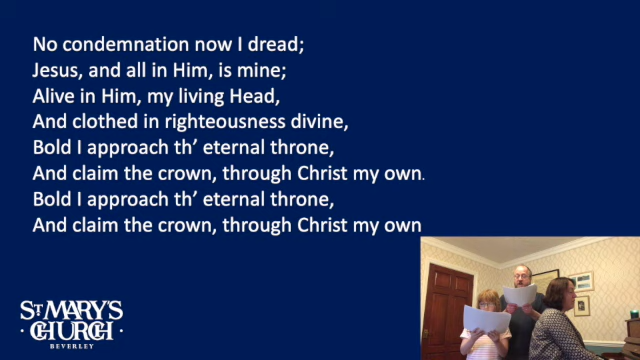 No condemnation now I dread;
Jesus, and all in Him, is mine;
Alive in Him, my living Head,
And clothed in righteousness divine,
Bold I approach th’ eternal throne,
And claim the crown, through Christ my own.
Bold I approach th’ eternal throne,
And claim the crown, through Christ my own
ST MARY'S
CHURCH
BEVERLEY